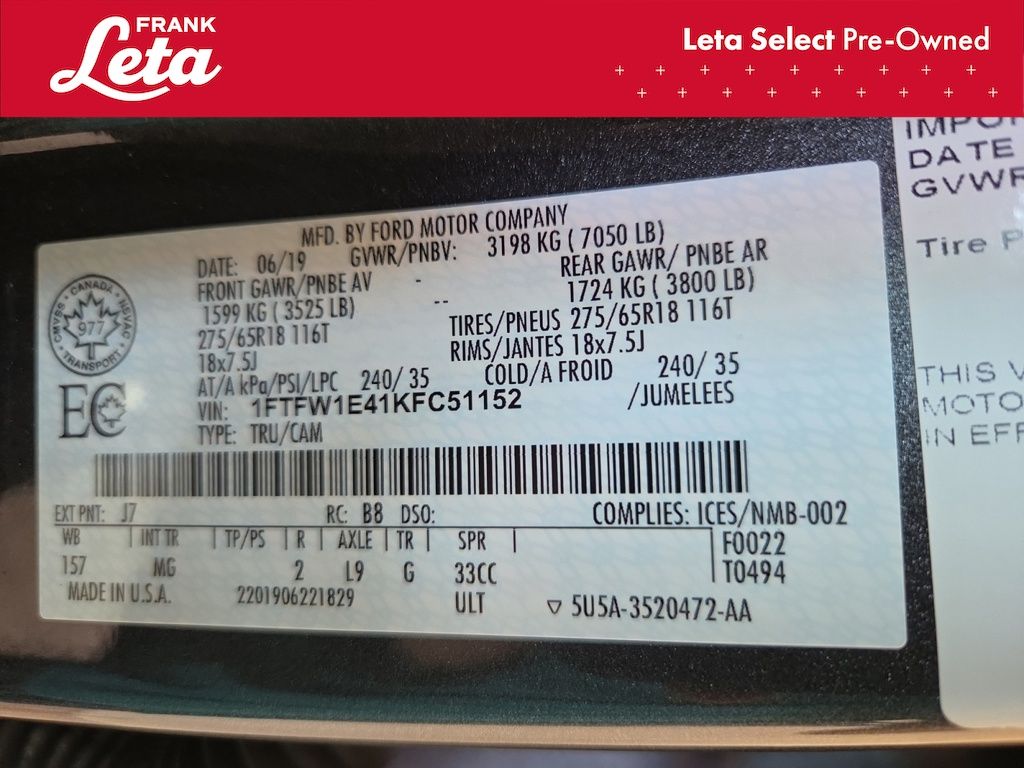 FRANK
Leta
Leta Select Pre-Owned
MFD. BY FORD MOTOR COMPANY
DATE: 06/19 GVWR/PNBV: 3198 KG ( 7050 LB)
FRONT GAWR/PNBE AV - REAR GAWR/ PNBE AR
1599 KG ( 3525 LB) -- 1724 KG ( 3800 LB)
275/65R18 116T TIRES/PNEUS 275/65R18 116T
18x7.5J RIMS/JANTES 18x7.5J
AT/A kPa/PSI/LPC 240/ 35 COLD/A FROID 240/ 35
VIN: 1FTFW1E41KFC51152 /JUMELEES
TYPE: TRU/CAM
CANADA
CMVSS 977 NSVAC
TRANSPORT
EC
EXT PNT: J7 RC: B8 DSO: COMPLIES: ICES/NMB-002
WB | INT TR | TP/PS | R | AXLE | TR | SPR | F0022
157 MG 2 L9 G 33CC T0494
MADE IN U.S.A. 2201906221829 ULT ▽ 5U5A-3520472-AA
DATE
GVWR
Tire
THIS
MOTO
IN EFF